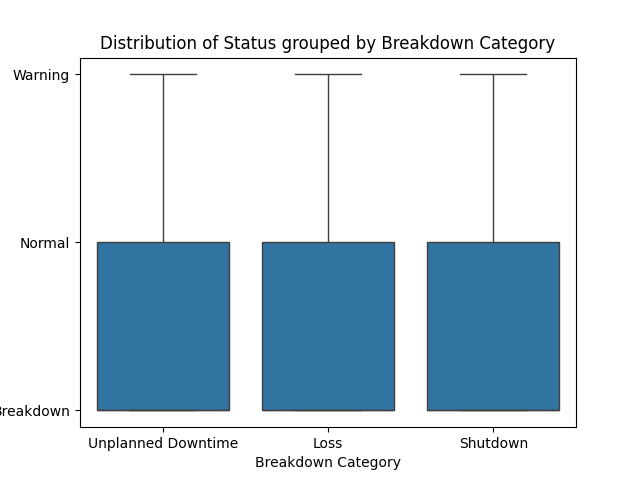 Distribution of Status grouped by Breakdown Category
Warning
Normal
Breakdown
Unplanned Downtime
Loss
Shutdown
Breakdown Category